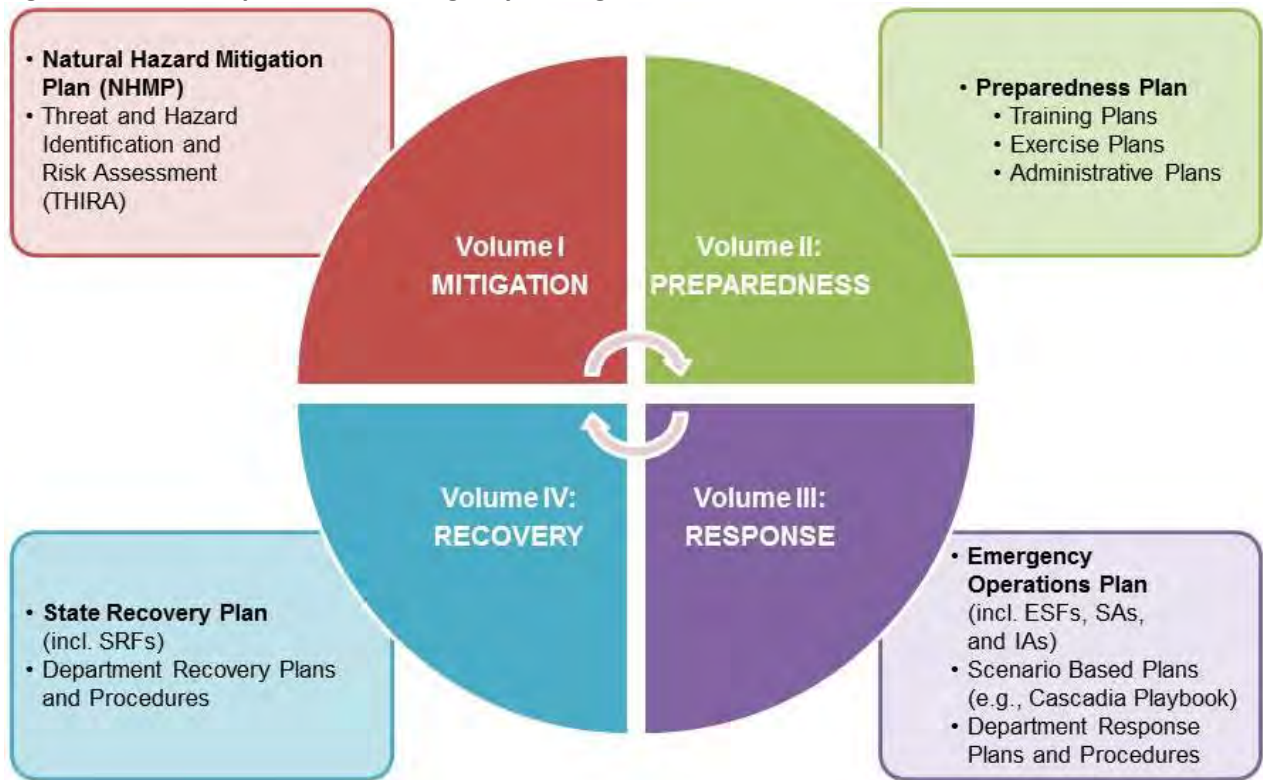 • Natural Hazard Mitigation
Plan (NHMP)
• Threat and Hazard
Identification and
Risk Assessment
(THIRA)
• Preparedness Plan
• Training Plans
• Exercise Plans
• Administrative Plans
Volume I
MITIGATION
Volume II:
PREPAREDNESS
Volume IV:
RECOVERY
Volume III:
RESPONSE
• State Recovery Plan
(incl. SRFs)
• Department Recovery Plans
and Procedures
• Emergency
Operations Plan
(incl. ESFs, SAs,
and IAs)
• Scenario Based Plans
(e.g., Cascadia Playbook)
• Department Response
Plans and Procedures